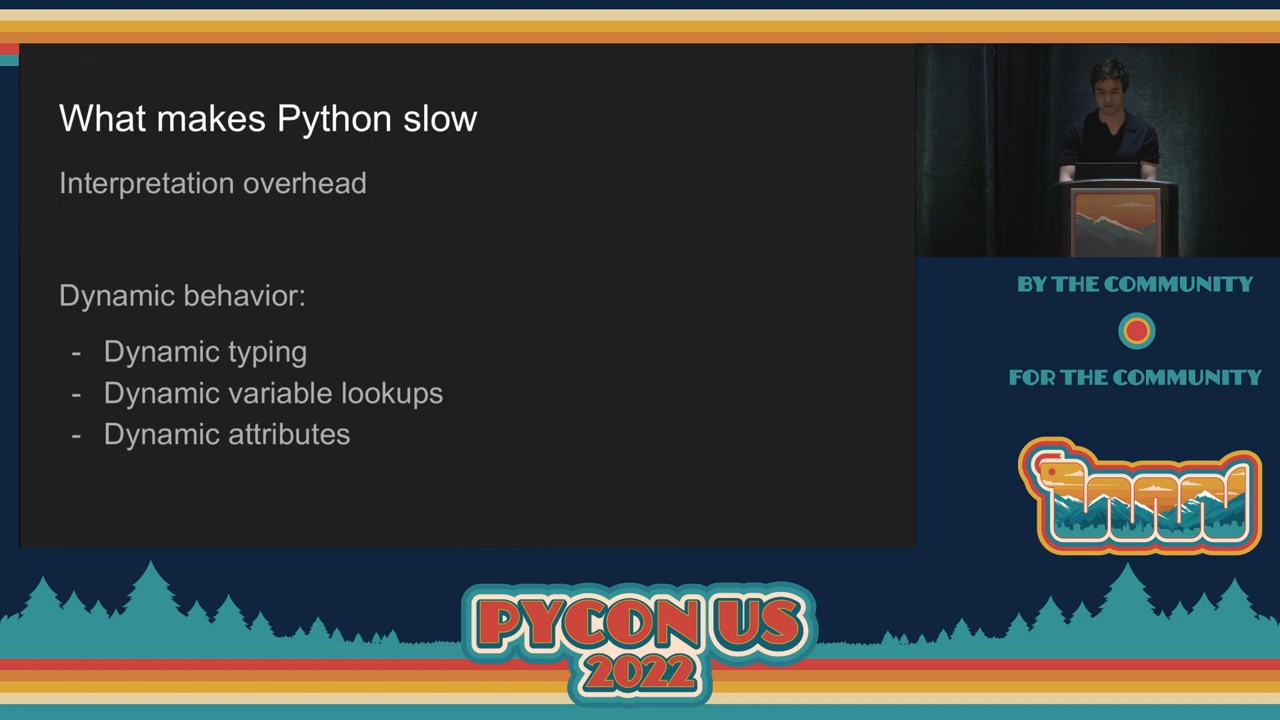 What makes Python slow
Interpretation overhead
Dynamic behavior:
- Dynamic typing
- Dynamic variable lookups
- Dynamic attributes
BY THE COMMUNITY
FOR THE COMMUNITY
PYCON US
2022